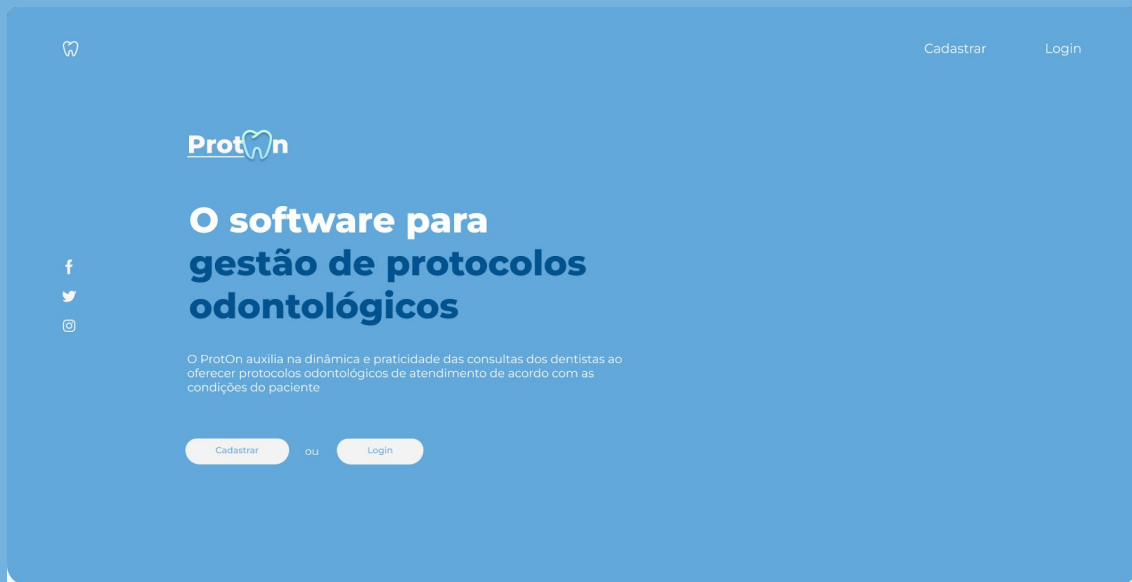 Cadastrar
Login
ProtOn
O software para
gestão de protocolos
odontológicos
O ProtOn auxilia na dinâmica e praticidade das consultas dos dentistas ao
oferecer protocolos odontológicos de atendimento de acordo com as
condições do paciente
Cadastrar ou Login